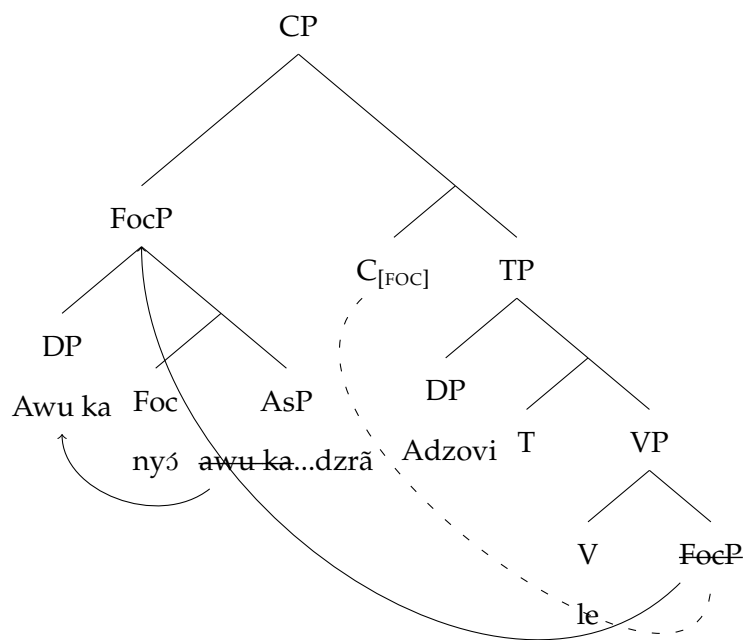 CP
FocP
C[FOC] TP
DP
Awu ka
Foc AsP
DP
nyɔ́ awu ka...dzrã
Adzovi
T VP
V FocP
le